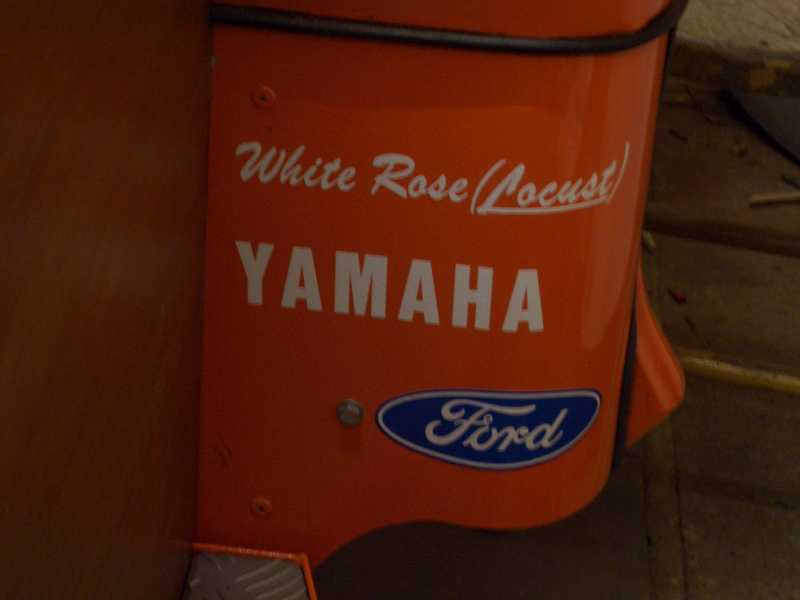 White Rose (Locust)
YAMAHA
Ford